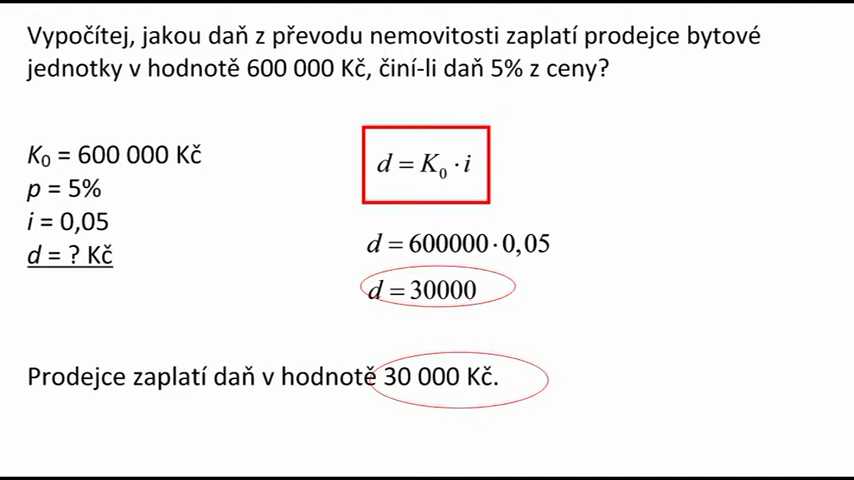 Vypočítej, jakou daň z převodu nemovitosti zaplatí prodejce bytové
jednotky v hodnotě 600 000 Kč, činí-li daň 5% z ceny?
K₀ = 600 000 Kč
p = 5%
i = 0,05
d = ? Kč
d = K₀ · i
d = 600000 · 0,05
d = 30000
Prodejce zaplatí daň v hodnotě 30 000 Kč.